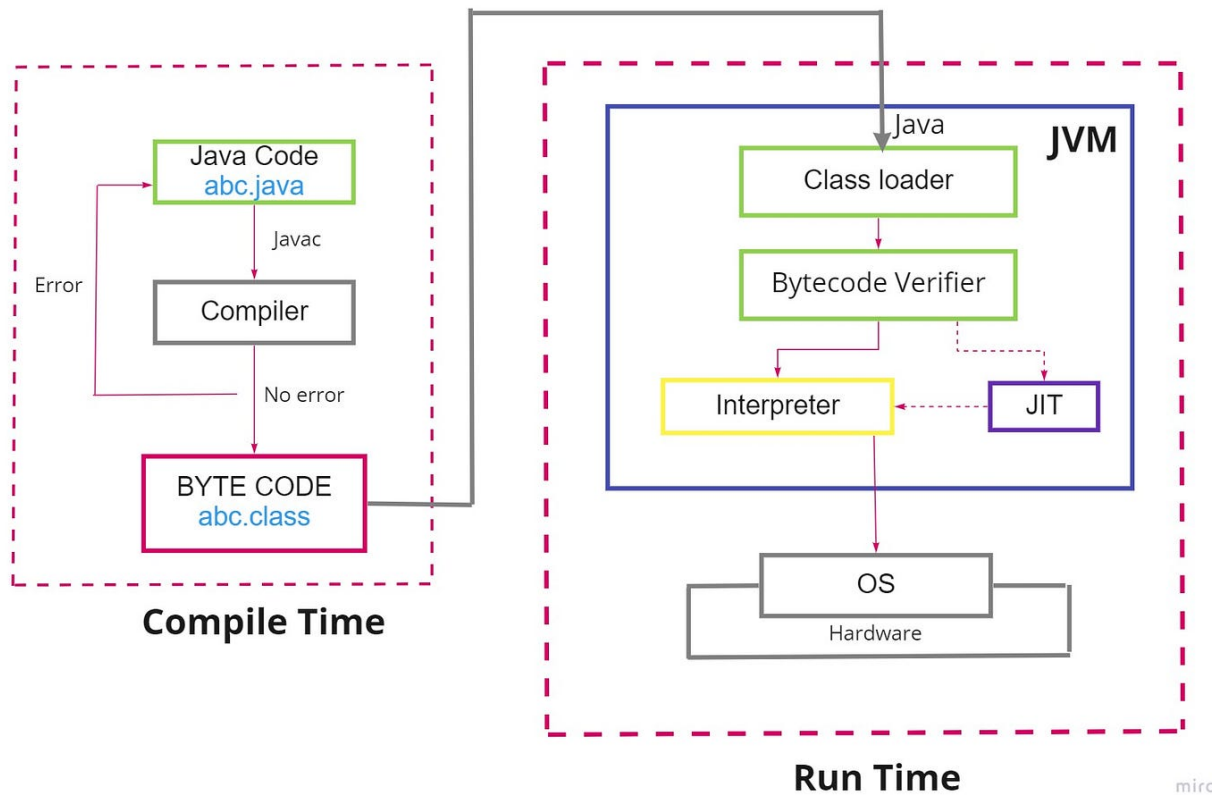 Java Code
abc.java
Javac
Error
Compiler
No error
BYTE CODE
abc.class
Compile Time
Java
JVM
Class loader
Bytecode Verifier
Interpreter
JIT
OS
Hardware
Run Time